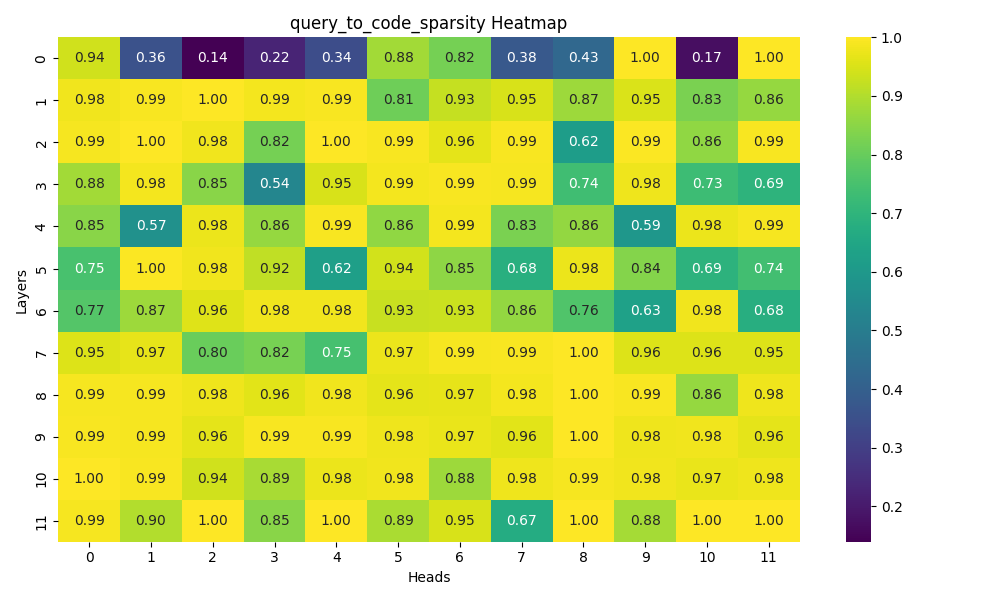 query_to_code_sparsity Heatmap
0 0.94 0.36 0.14 0.22 0.34 0.88 0.82 0.38 0.43 1.00 0.17 1.00
1 0.98 0.99 1.00 0.99 0.99 0.81 0.93 0.95 0.87 0.95 0.83 0.86
2 0.99 1.00 0.98 0.82 1.00 0.99 0.96 0.99 0.62 0.99 0.86 0.99
3 0.88 0.98 0.85 0.54 0.95 0.99 0.99 0.99 0.74 0.98 0.73 0.69
4 0.85 0.57 0.98 0.86 0.99 0.86 0.99 0.83 0.86 0.59 0.98 0.99
5 0.75 1.00 0.98 0.92 0.62 0.94 0.85 0.68 0.98 0.84 0.69 0.74
6 0.77 0.87 0.96 0.98 0.98 0.93 0.93 0.86 0.76 0.63 0.98 0.68
7 0.95 0.97 0.80 0.82 0.75 0.97 0.99 0.99 1.00 0.96 0.96 0.95
8 0.99 0.99 0.98 0.96 0.98 0.96 0.97 0.98 1.00 0.99 0.86 0.98
9 0.99 0.99 0.96 0.99 0.99 0.98 0.97 0.96 1.00 0.98 0.98 0.96
10 1.00 0.99 0.94 0.89 0.98 0.98 0.88 0.98 0.99 0.98 0.97 0.98
11 0.99 0.90 1.00 0.85 1.00 0.89 0.95 0.67 1.00 0.88 1.00 1.00
0 1 2 3 4 5 6 7 8 9 10 11
Heads
Layers
1.0
0.9
0.8
0.7
0.6
0.5
0.4
0.3
0.2